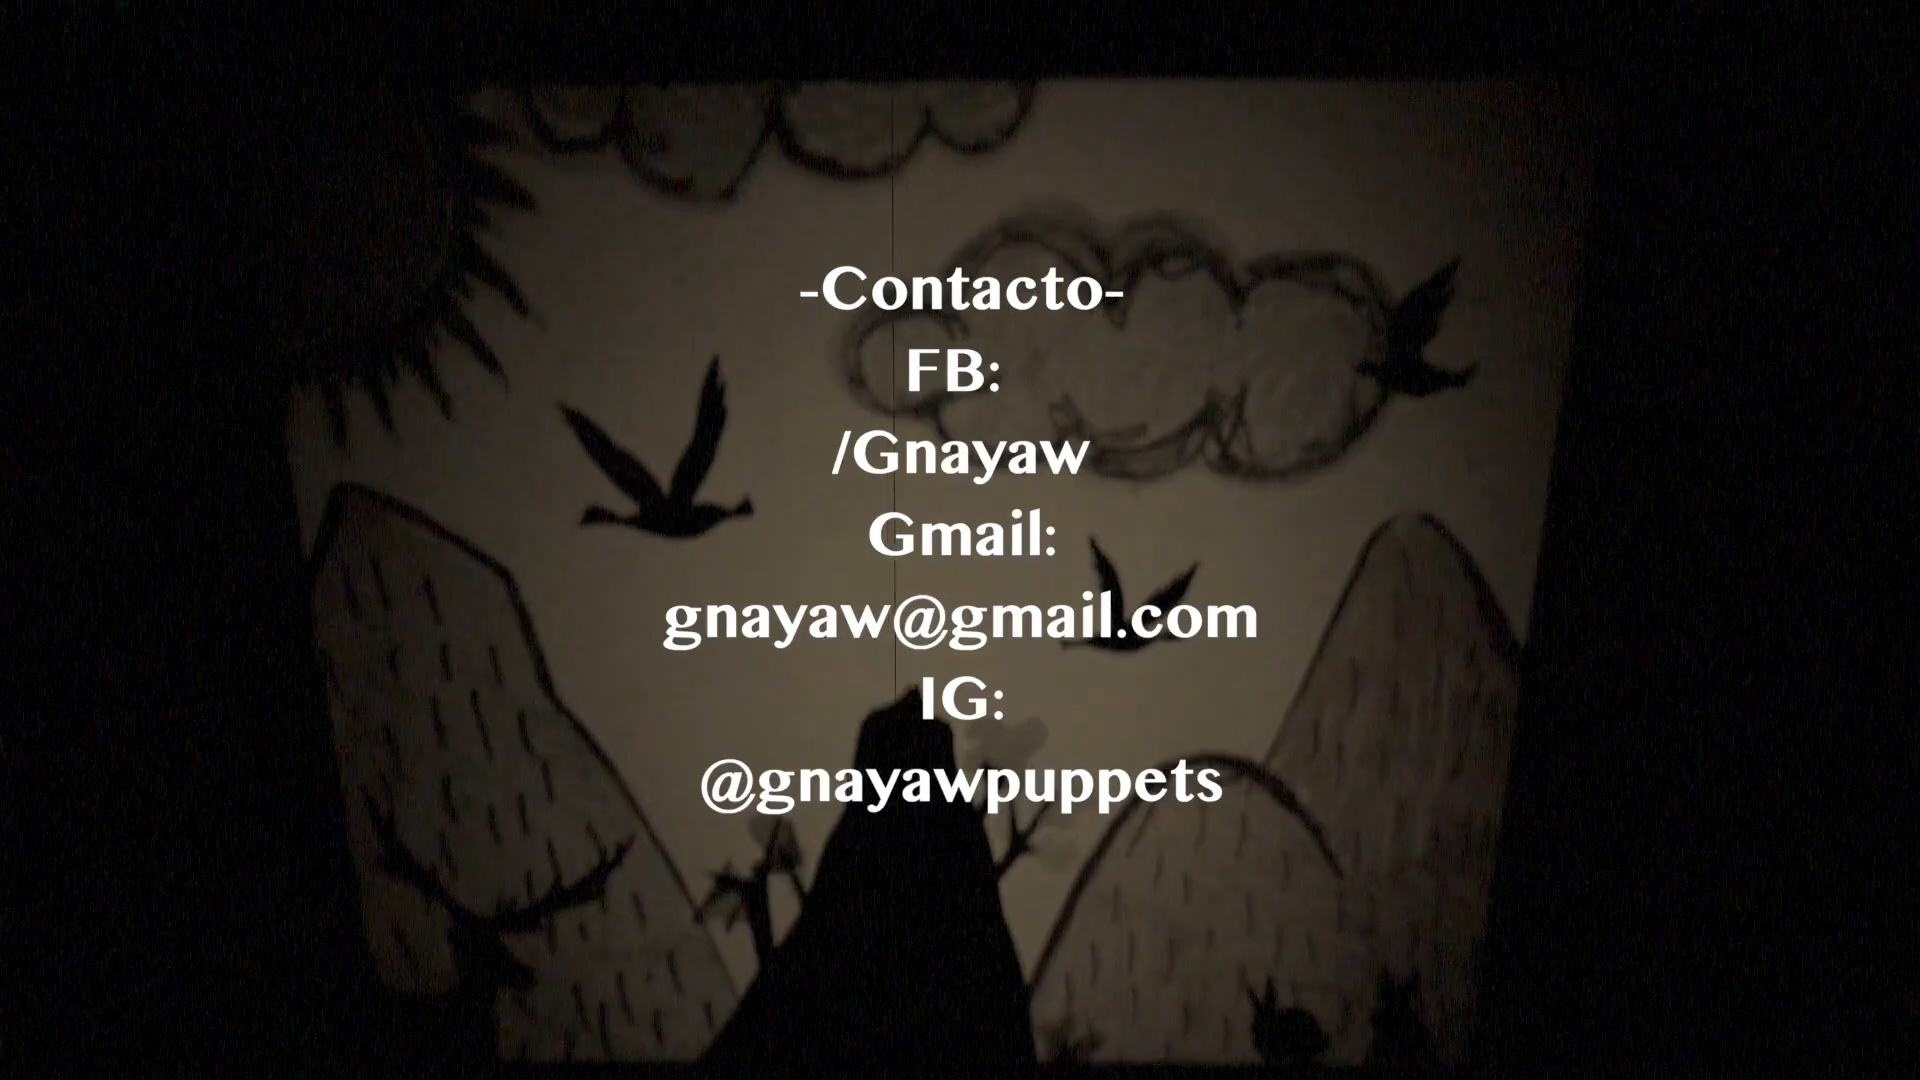 -Contacto-
FB:
/Gnayaw
Gmail:
gnayaw@gmail.com
IG:
@gnayawpuppets